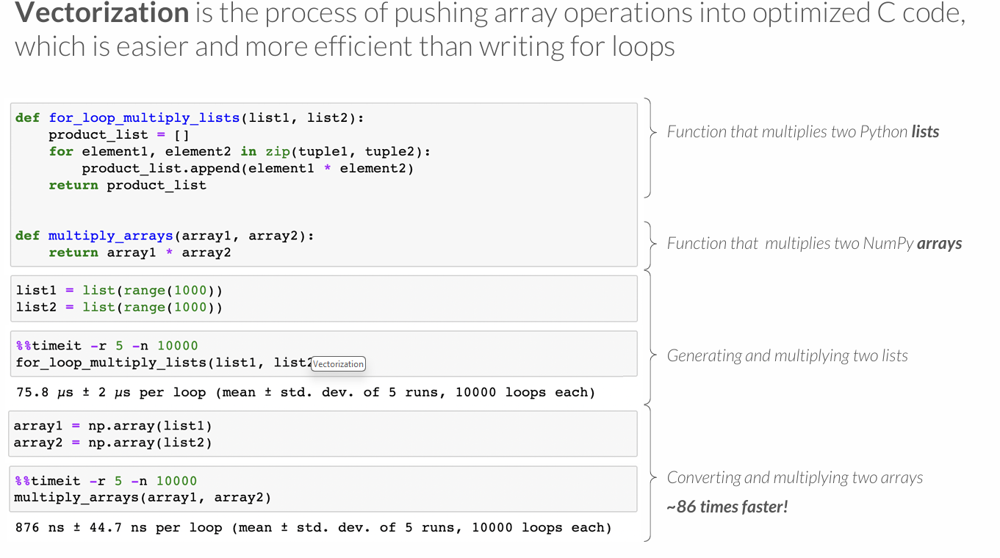 Vectorization is the process of pushing array operations into optimized C code,
which is easier and more efficient than writing for loops
def for_loop_multiply_lists(list1, list2):
    product_list = []
    for element1, element2 in zip(tuple1, tuple2):
        product_list.append(element1 * element2)
    return product_list
Function that multiplies two Python lists
def multiply_arrays(array1, array2):
    return array1 * array2
Function that  multiplies two NumPy arrays
list1 = list(range(1000))
list2 = list(range(1000))
%%timeit -r 5 -n 10000
for_loop_multiply_lists(list1, list2
Vectorization
75.8 µs ± 2 µs per loop (mean ± std. dev. of 5 runs, 10000 loops each)
Generating and multiplying two lists
array1 = np.array(list1)
array2 = np.array(list2)
%%timeit -r 5 -n 10000
multiply_arrays(array1, array2)
876 ns ± 44.7 ns per loop (mean ± std. dev. of 5 runs, 10000 loops each)
Converting and multiplying two arrays
~86 times faster!